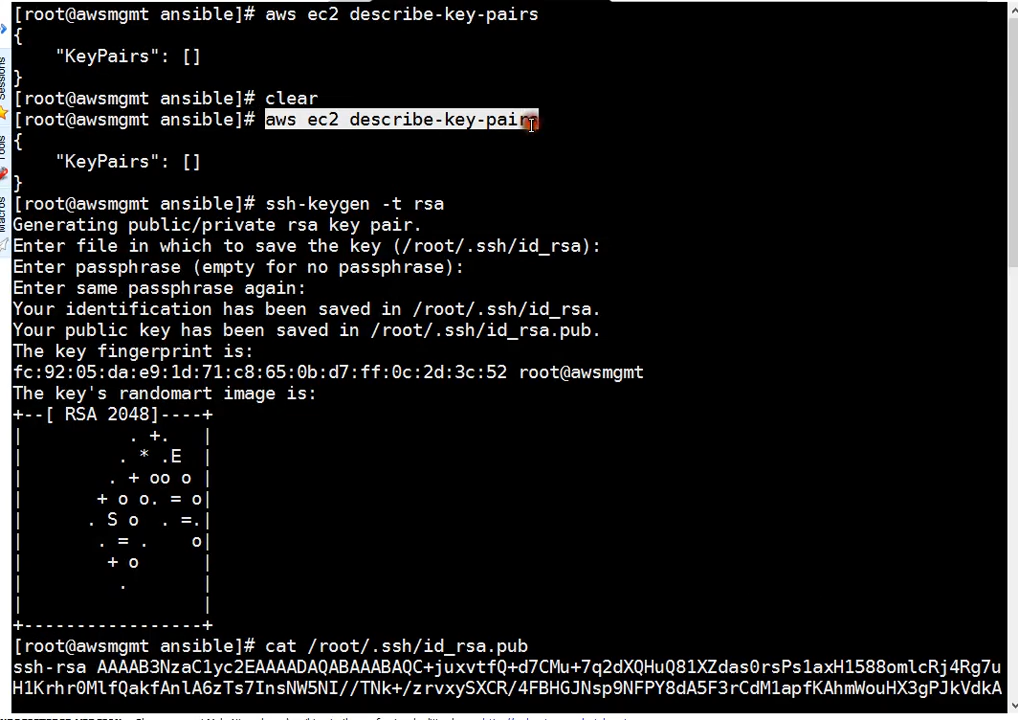 [root@awsmgmt ansible]# aws ec2 describe-key-pairs
{
    "KeyPairs": []
}
[root@awsmgmt ansible]# clear
[root@awsmgmt ansible]# aws ec2 describe-key-pairs
{
    "KeyPairs": []
}
[root@awsmgmt ansible]# ssh-keygen -t rsa
Generating public/private rsa key pair.
Enter file in which to save the key (/root/.ssh/id_rsa):
Enter passphrase (empty for no passphrase):
Enter same passphrase again:
Your identification has been saved in /root/.ssh/id_rsa.
Your public key has been saved in /root/.ssh/id_rsa.pub.
The key fingerprint is:
fc:92:05:da:e9:1d:71:c8:65:0b:d7:ff:0c:2d:3c:52 root@awsmgmt
The key's randomart image is:
+--[ RSA 2048]----+
|          . +.   |
|         . * .E  |
|        . + oo o |
|       + o o. = o|
|      . S o  . =.|
|       . = .    o|
|        + o      |
|         .       |
|                 |
+-----------------+
[root@awsmgmt ansible]# cat /root/.ssh/id_rsa.pub
ssh-rsa AAAAB3NzaC1yc2EAAAADAQABAAABAQC+juxvtfQ+d7CMu+7q2dXQHuQ81XZdas0rsPs1axH1588omlcRj4Rg7u
H1Krhr0MlfQakfAnlA6zTs7InsNW5NI//TNk+/zrvxySXCR/4FBHGJNsp9NFPY8dA5F3rCdM1apfKAhmWouHX3gPJkVdkA
Sessions
Tools
Macros